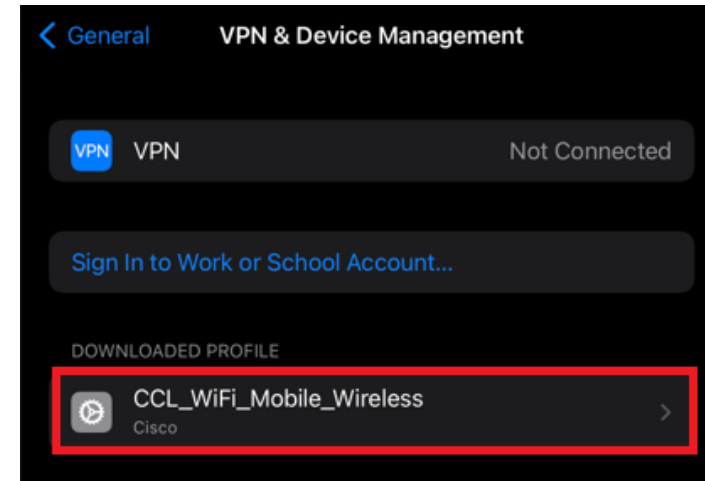 General VPN & Device Management
VPN VPN Not Connected
Sign In to Work or School Account...
DOWNLOADED PROFILE
CCL_WiFi_Mobile_Wireless
Cisco